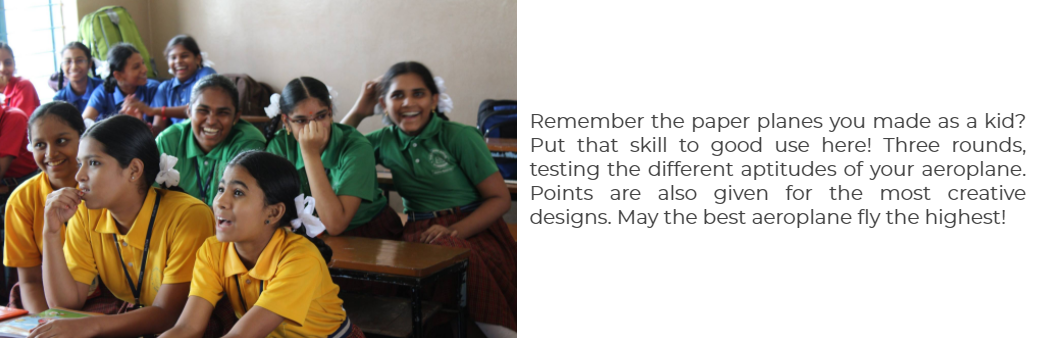 Remember the paper planes you made as a kid?
Put that skill to good use here! Three rounds,
testing the different aptitudes of your aeroplane.
Points are also given for the most creative
designs. May the best aeroplane fly the highest!